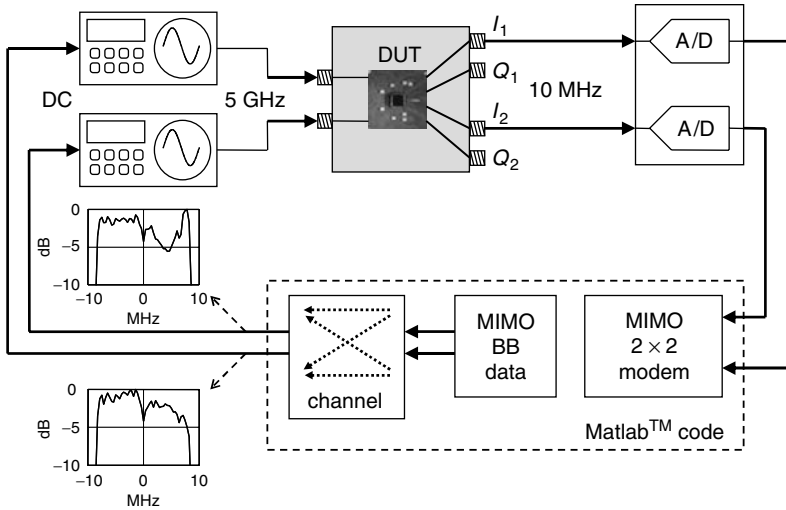 DC
5 GHz
DUT
I1
Q1
I2
Q2
10 MHz
A/D
A/D
0
−5
−10
dB
−10
0
10
MHz
0
−5
−10
dB
−10
0
10
MHz
channel
MIMO
BB
data
MIMO
2 × 2
modem
Matlab™ code